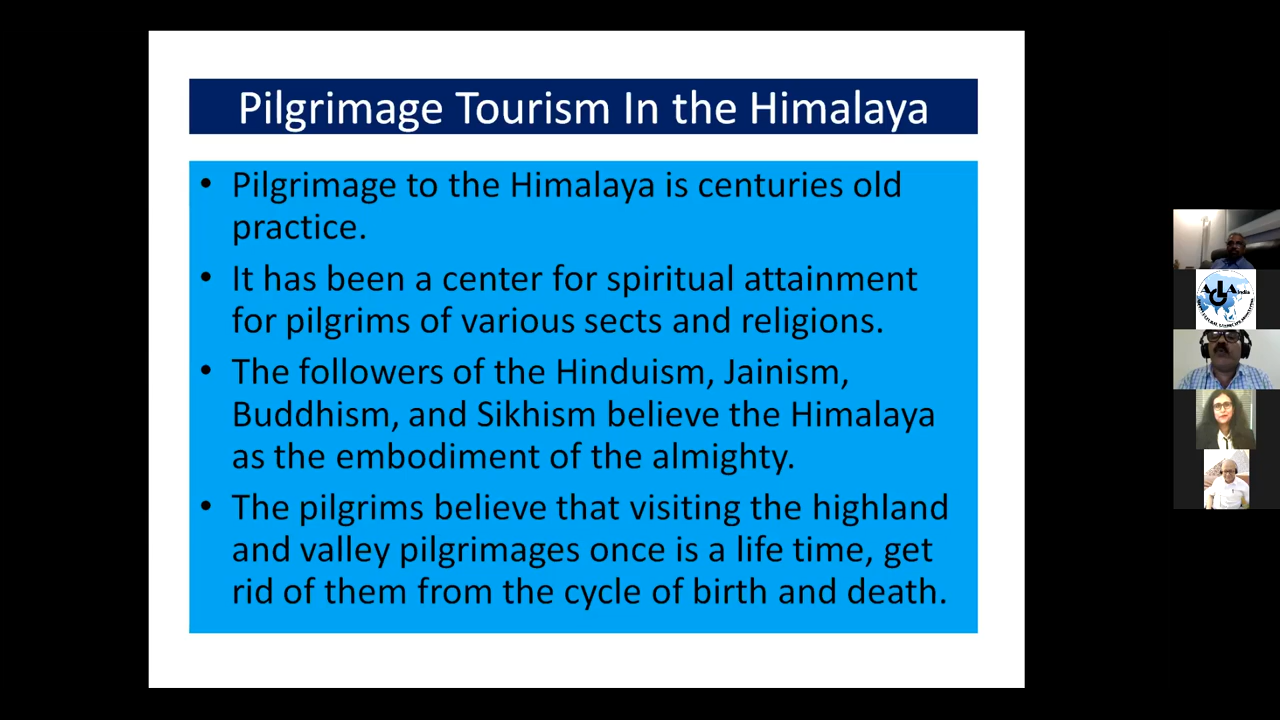 Pilgrimage Tourism In the Himalaya
• Pilgrimage to the Himalaya is centuries old
practice.
• It has been a center for spiritual attainment
for pilgrims of various sects and religions.
• The followers of the Hinduism, Jainism,
Buddhism, and Sikhism believe the Himalaya
as the embodiment of the almighty.
• The pilgrims believe that visiting the highland
and valley pilgrimages once is a life time, get
rid of them from the cycle of birth and death.
India